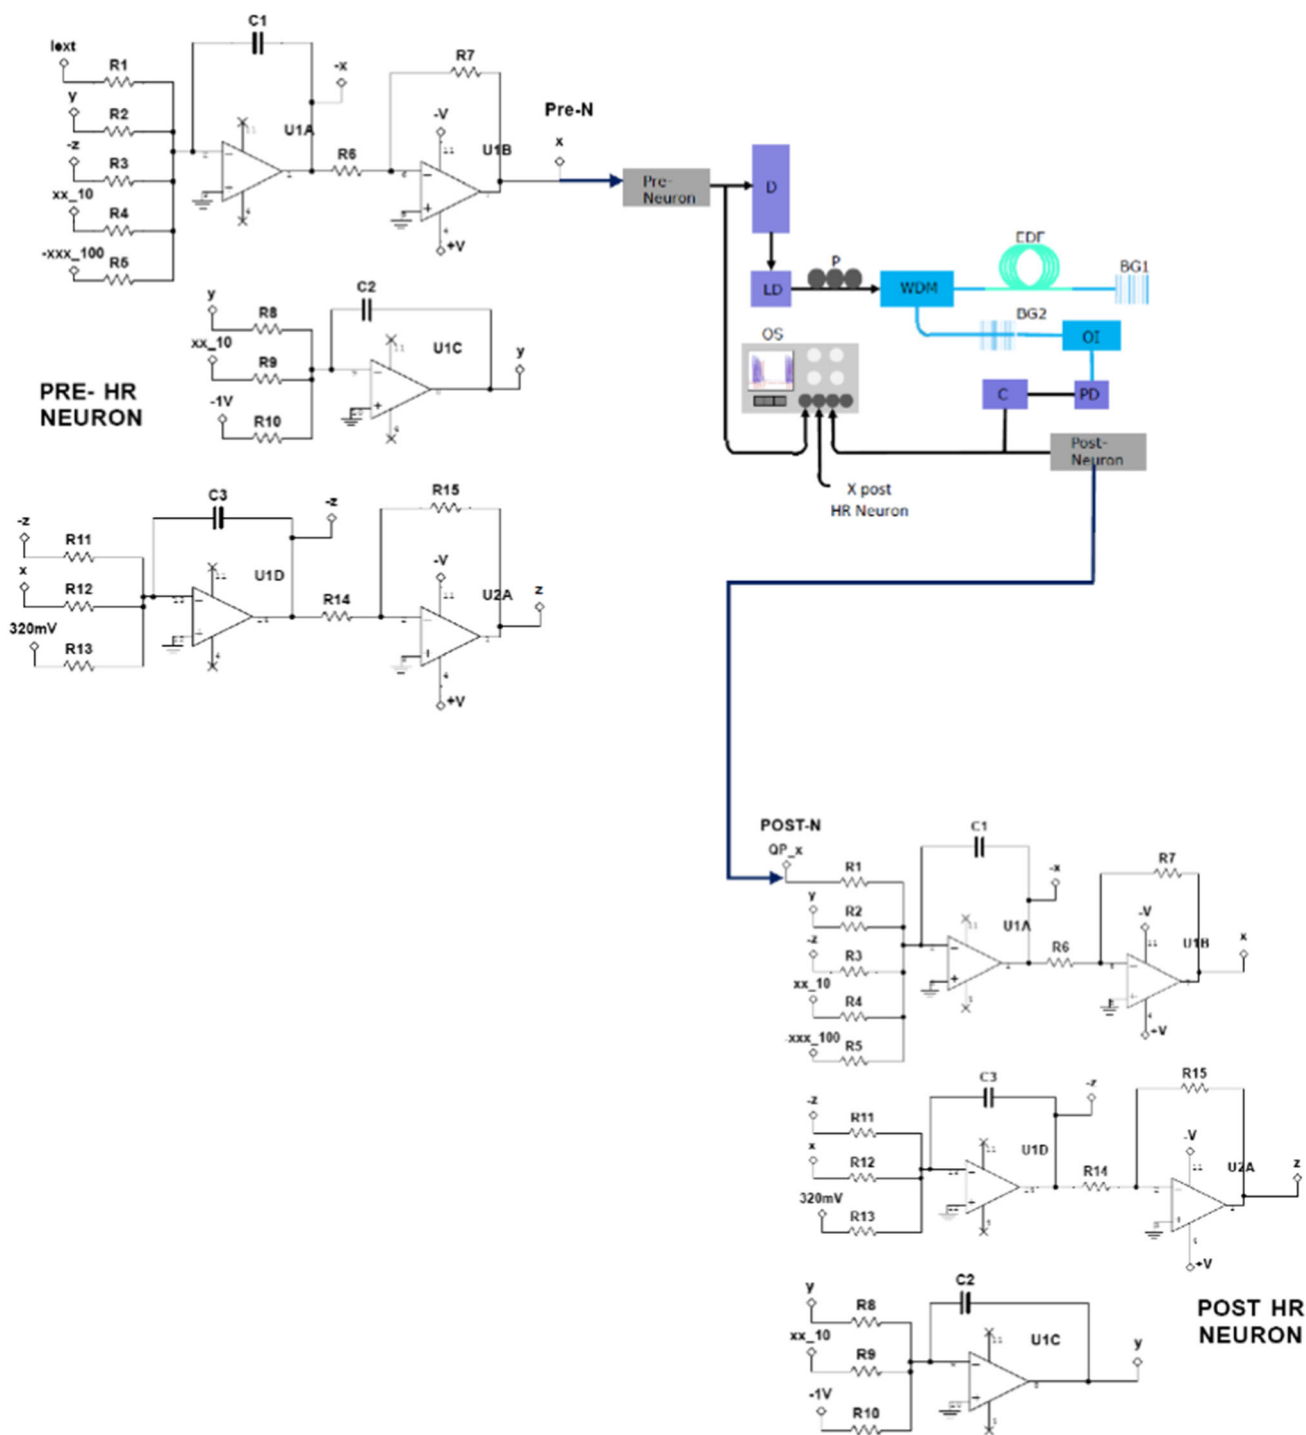 C1
Iext
R1
y
R2
-z
R3
xx_10
R4
-xxx_100
R5
U1A
-x
R6
R7
-V
U1B
+V
Pre-N
x
Pre-
Neuron
D
LD
P
WDM
EDF
BG1
BG2
OI
OS
C
PD
Post-
Neuron
X post
HR Neuron
PRE- HR
NEURON
y
R8
xx_10
R9
-1V
R10
C2
U1C
y
-z
R11
x
R12
320mV
R13
C3
U1D
-z
R14
R15
-V
U2A
z
+V
POST-N
QP_x
R1
y
R2
-z
R3
xx_10
R4
-xxx_100
R5
C1
U1A
-x
R6
R7
-V
U1B
x
+V
-z
R11
x
R12
320mV
R13
C3
U1D
-z
R14
R15
-V
U2A
z
+V
POST HR
NEURON
y
R8
xx_10
R9
-1V
R10
C2
U1C
y